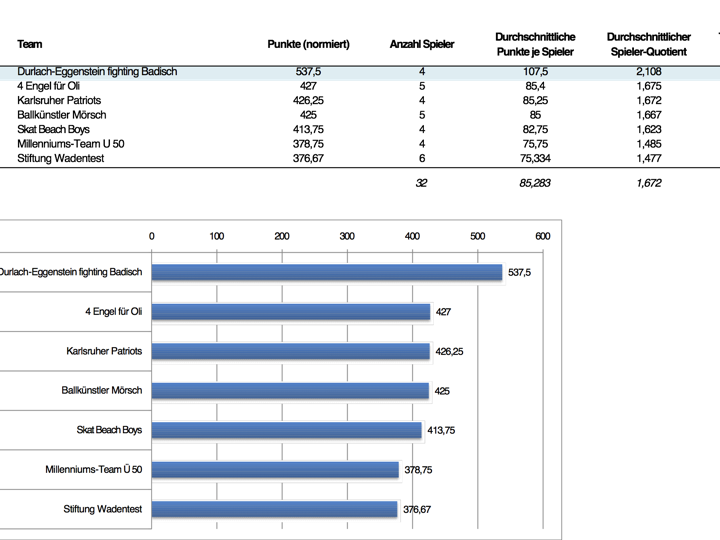 Team Punkte (normiert) Anzahl Spieler Durchschnittliche Punkte je Spieler Durchschnittlicher Spieler-Quotient
Durlach-Eggenstein fighting Badisch 537,5 4 107,5 2,108
4 Engel für Oli 427 5 85,4 1,675
Karlsruher Patriots 426,25 4 85,25 1,672
Ballkünstler Mörsch 425 5 85 1,667
Skat Beach Boys 413,75 4 82,75 1,623
Millenniums-Team Ü 50 378,75 4 75,75 1,485
Stiftung Wadentest 376,67 6 75,334 1,477
32 85,283 1,672
0 100 200 300 400 500 600
Durlach-Eggenstein fighting Badisch 537,5
4 Engel für Oli 427
Karlsruher Patriots 426,25
Ballkünstler Mörsch 425
Skat Beach Boys 413,75
Millenniums-Team Ü 50 378,75
Stiftung Wadentest 376,67